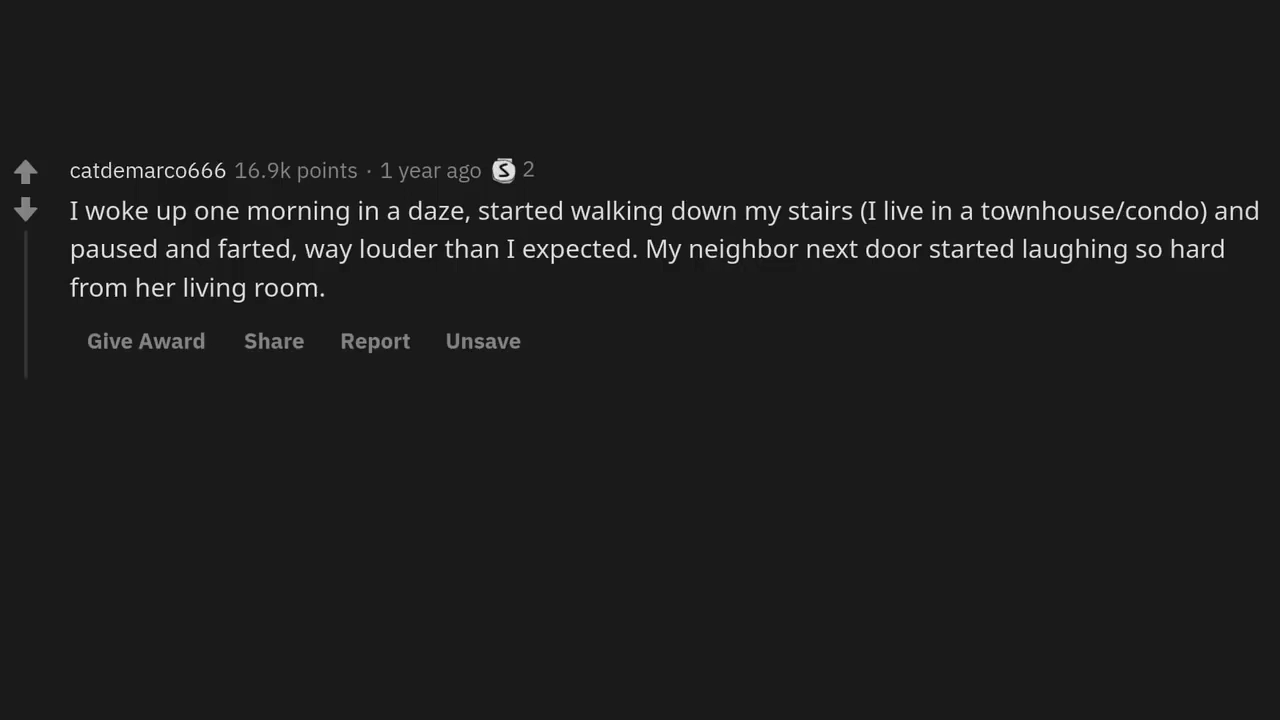 catdemarco666 16.9k points · 1 year ago S 2
I woke up one morning in a daze, started walking down my stairs (I live in a townhouse/condo) and
paused and farted, way louder than I expected. My neighbor next door started laughing so hard
from her living room.
Give Award Share Report Unsave